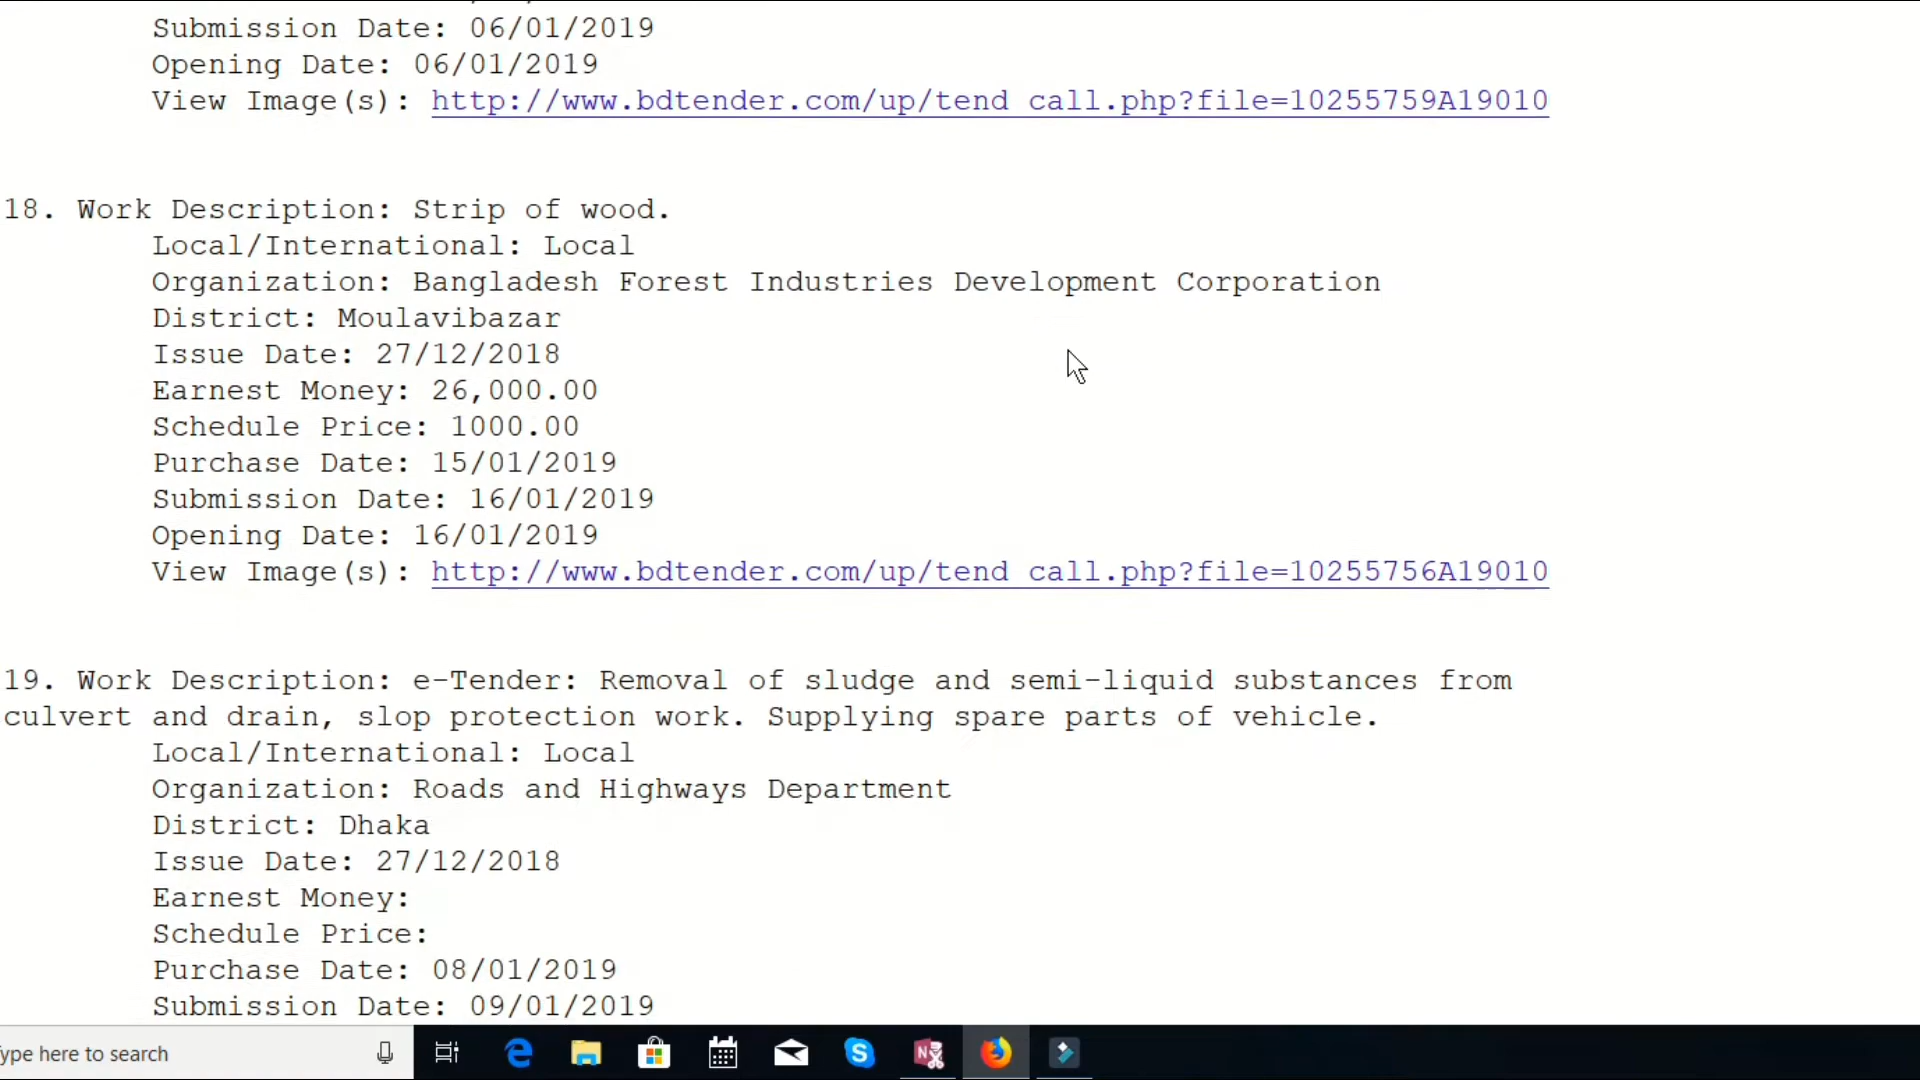 Submission Date: 06/01/2019
Opening Date: 06/01/2019
View Image(s): http://www.bdtender.com/up/tend_call.php?file=10255759A19010
18. Work Description: Strip of wood.
Local/International: Local
Organization: Bangladesh Forest Industries Development Corporation
District: Moulavibazar
Issue Date: 27/12/2018
Earnest Money: 26,000.00
Schedule Price: 1000.00
Purchase Date: 15/01/2019
Submission Date: 16/01/2019
Opening Date: 16/01/2019
View Image(s): http://www.bdtender.com/up/tend_call.php?file=10255756A19010
19. Work Description: e-Tender: Removal of sludge and semi-liquid substances from
culvert and drain, slop protection work. Supplying spare parts of vehicle.
Local/International: Local
Organization: Roads and Highways Department
District: Dhaka
Issue Date: 27/12/2018
Earnest Money:
Schedule Price:
Purchase Date: 08/01/2019
Submission Date: 09/01/2019
ype here to search